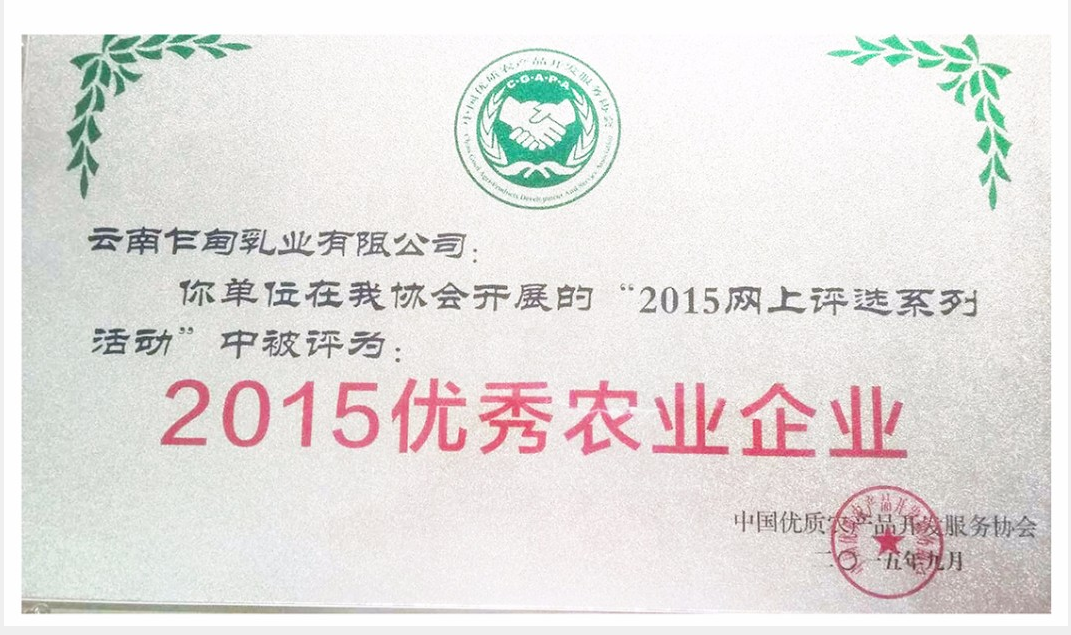 中国优质农产品开发服务协会
C·G·A·P·A
China Good Agri-Products Development And Service Association
云南乍甸乳业有限公司:
你单位在我协会开展的“2015网上评选系列
活动”中被评为:
2015优秀农业企业
中国优质农产品开发服务协会
二〇一五年九月